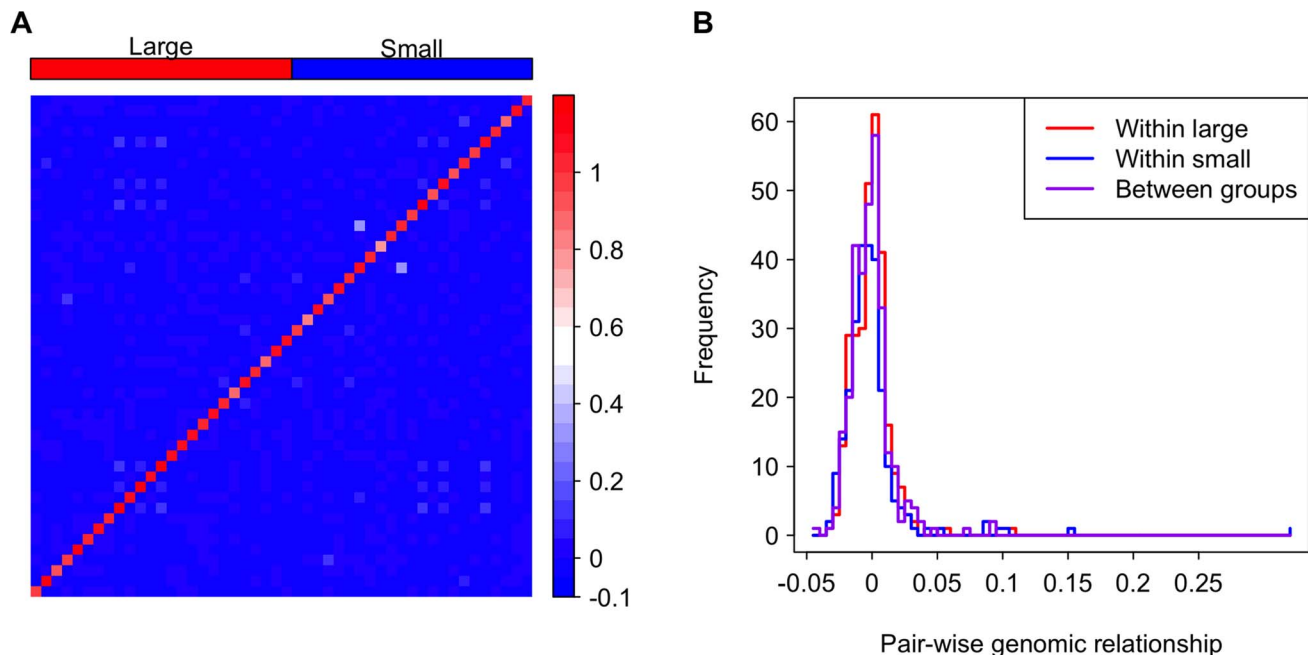 A
B
Large
Small
1
0.8
0.6
0.4
0.2
0
-0.1
Frequency
60
50
40
30
20
10
0
Within large
Within small
Between groups
-0.05
0
0.05
0.1
0.15
0.2
0.25
Pair-wise genomic relationship